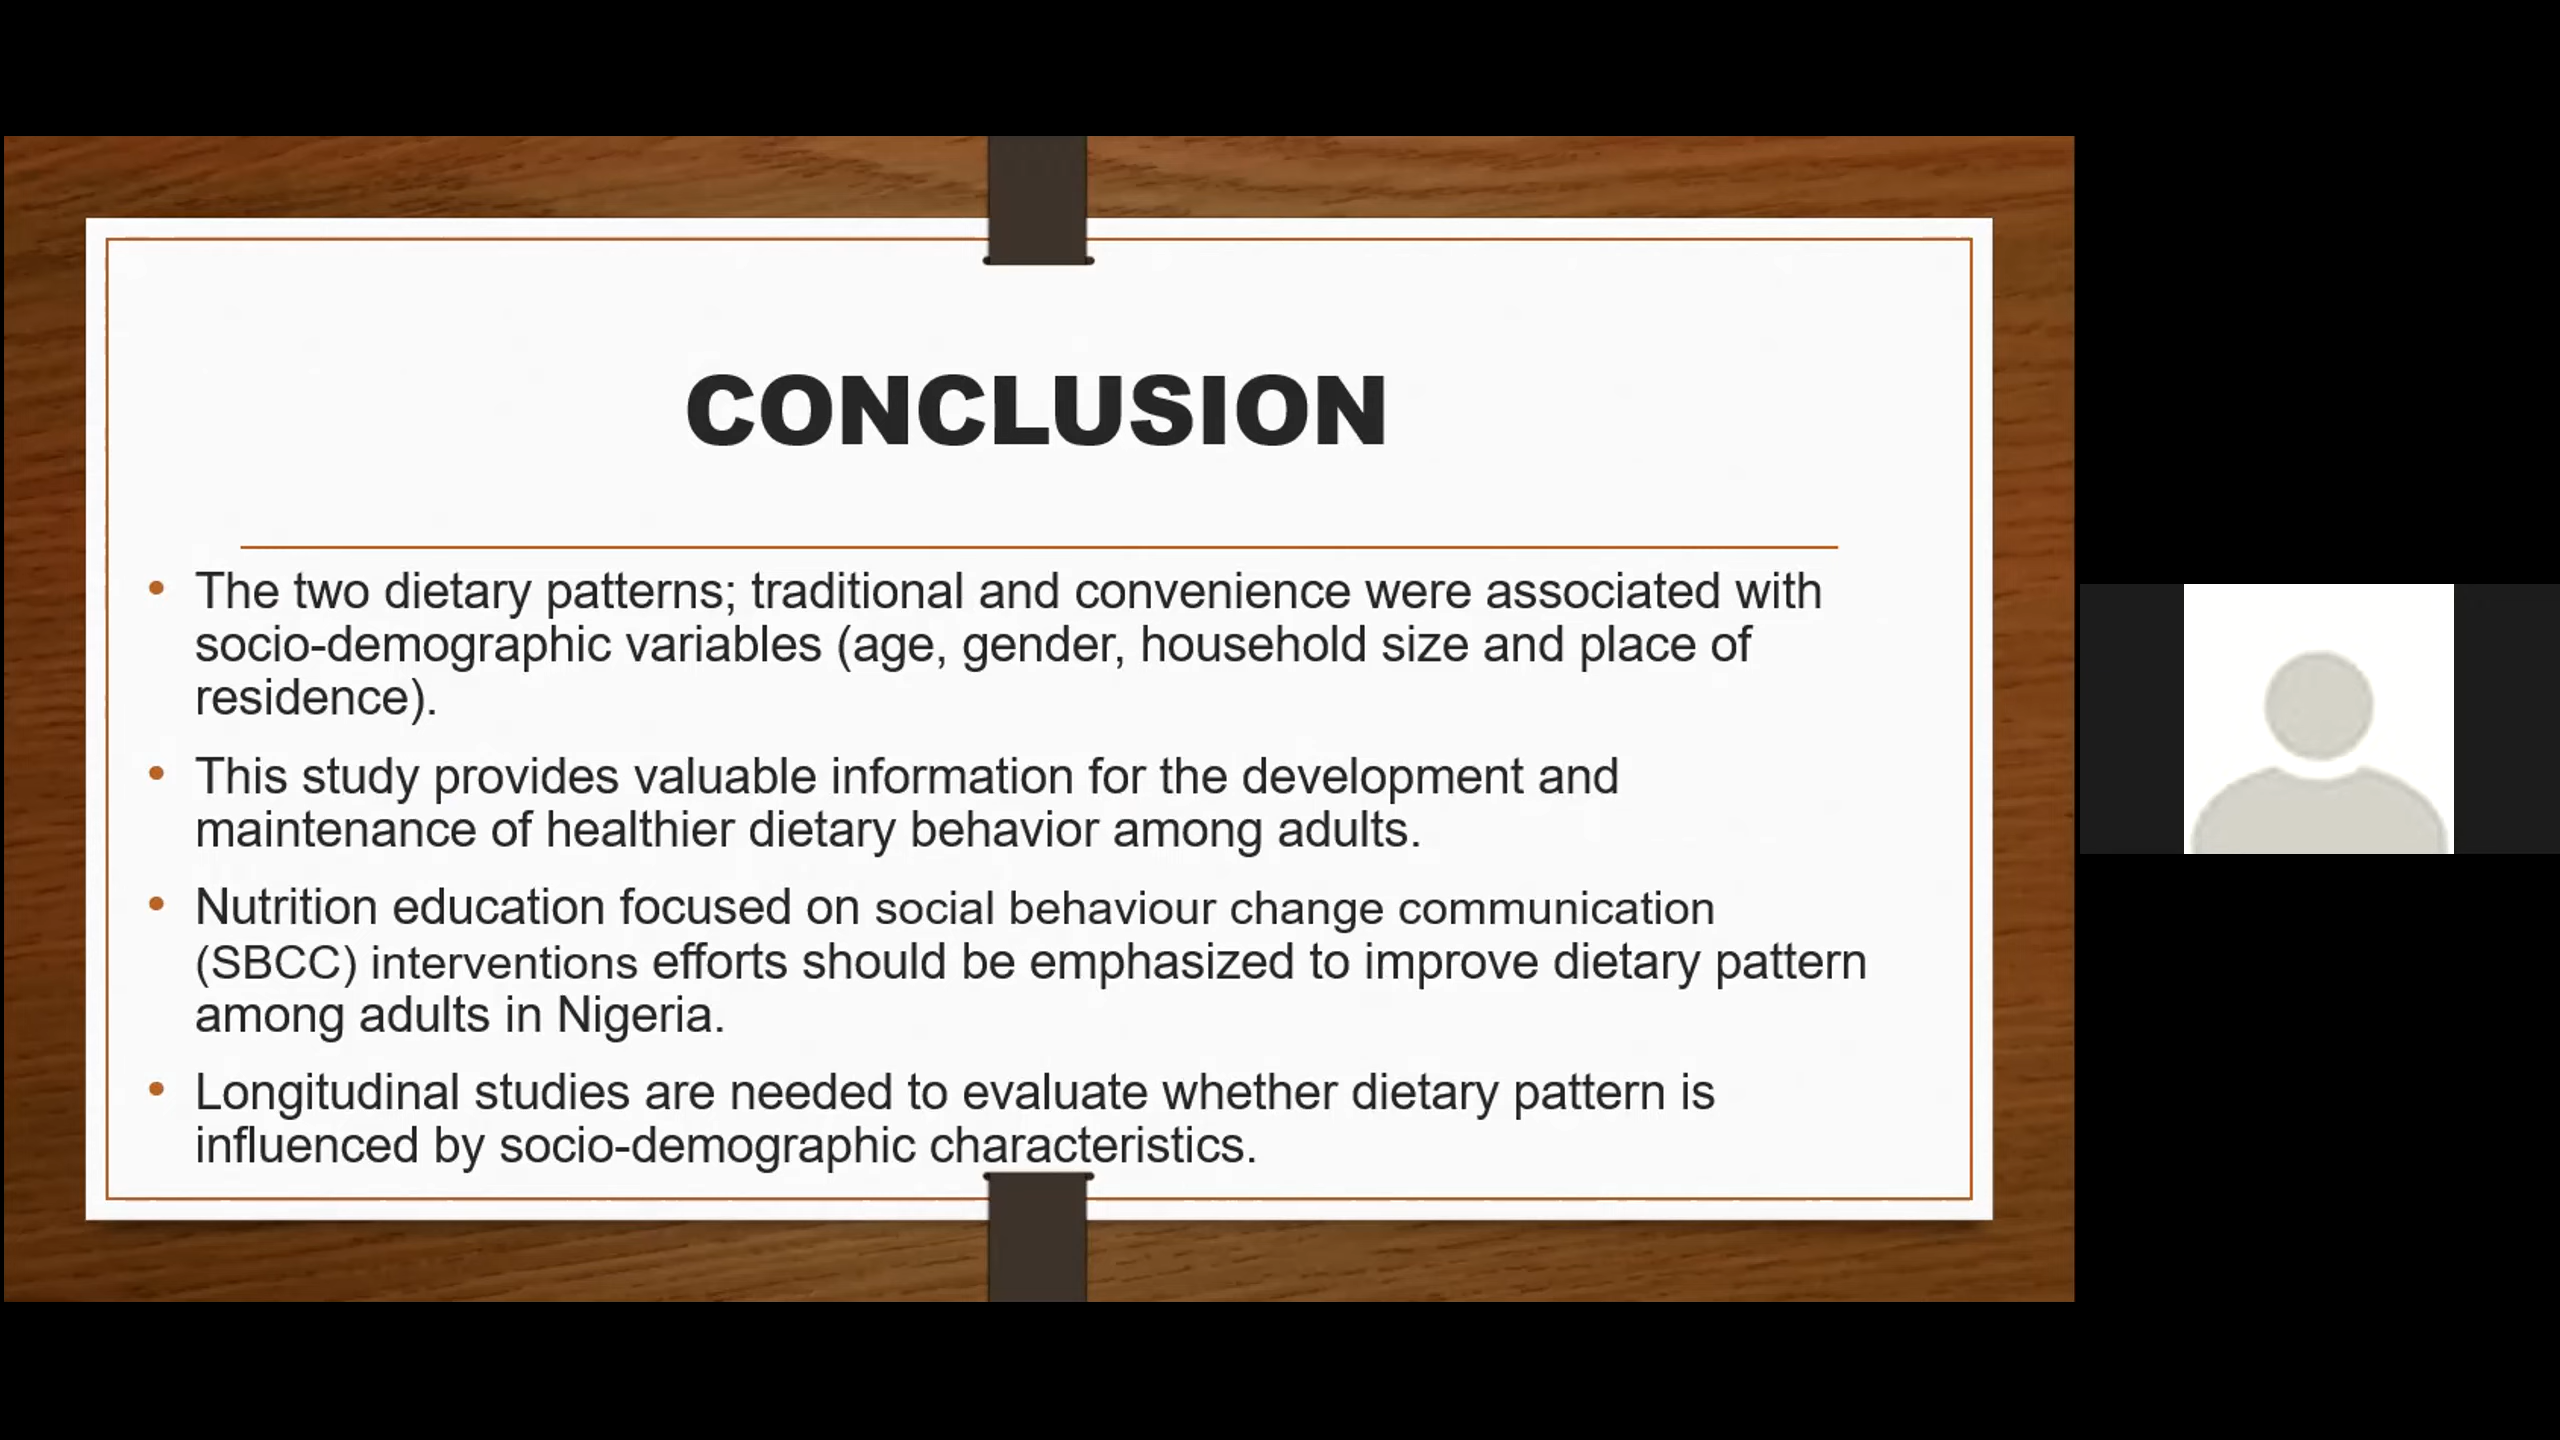 CONCLUSION
• The two dietary patterns; traditional and convenience were associated with
socio-demographic variables (age, gender, household size and place of
residence).
• This study provides valuable information for the development and
maintenance of healthier dietary behavior among adults.
• Nutrition education focused on social behaviour change communication
(SBCC) interventions efforts should be emphasized to improve dietary pattern
among adults in Nigeria.
• Longitudinal studies are needed to evaluate whether dietary pattern is
influenced by socio-demographic characteristics.